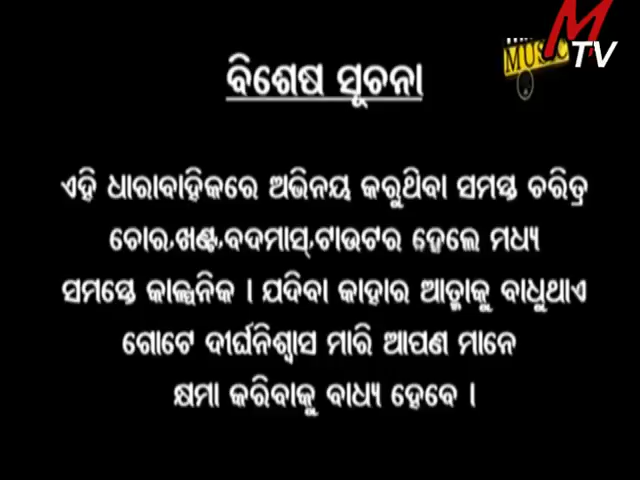 MTV
MUSIC
ବିଶେଷ ସୂଚନା
ଏହି ଧାରାବାହିକରେ ଅଭିନୟ କରୁଥିବା ସମସ୍ତ ଚରିତ୍ର
ଚୋର,ଖଣ୍ଟ,ବଦମାସ୍,ଟାଉଟର ହେଲେ ମଧ୍ୟ
ସମସ୍ତେ କାଳ୍ପନିକ । ଯଦିବା କାହାର ଆତ୍ମାକୁ ବାଧୁଥାଏ
ଗୋଟେ ଦୀର୍ଘନିଶ୍ୱାସ ମାରି ଆପଣ ମାନେ
କ୍ଷମା କରିବାକୁ ବାଧ୍ୟ ହେବେ ।